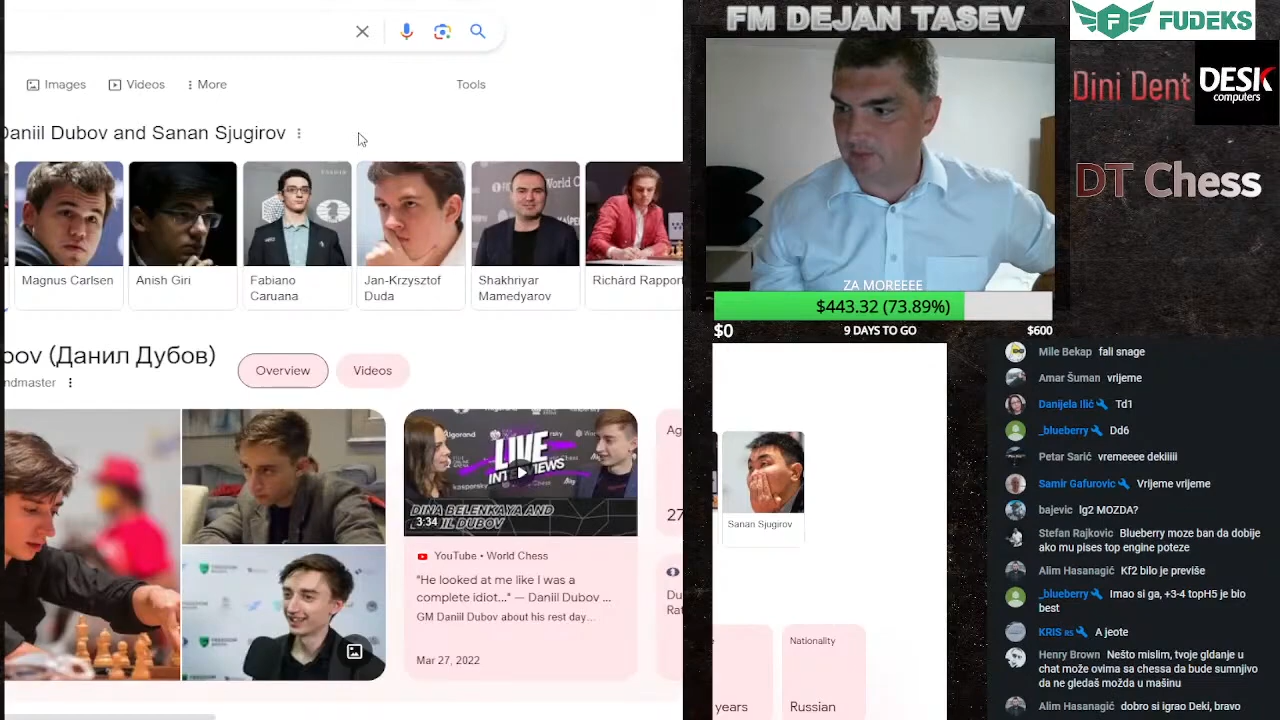 Images
Videos
More
Tools
Daniil Dubov and Sanan Sjugirov
Magnus Carlsen
Anish Giri
Fabiano
Caruana
Jan-Krzysztof
Duda
Shakhriyar
Mamedyarov
Richárd Rapport
(Данил Дубов)
Overview
Videos
LIVE
INTERVIEWS
DINA BELENKAYA AND
DUBOV
3:34
YouTube • World Chess
"He looked at me like I was a
complete idiot..." — Daniil Dubov ...
GM Daniil Dubov about his rest day...
Mar 27, 2022
Ag
27
Du
Rat
FM DEJAN TASEV
ZA MOREEEE
$443.32 (73.89%)
$0
9 DAYS TO GO
$600
Sanan Sjugirov
years
Nationality
Russian
FUDEKS
Dini Dent
DESK
computers
DT Chess
Mile Bekap fali snage
Amar Šuman vrijeme
Danijela Ilić Td1
_blueberry Dd6
Petar Sarić vremeeee dekiiiii
Samir Gafurovic Vrijeme vrijeme
bajevic lg2 MOZDA?
Stefan Rajkovic Blueberry moze ban da dobije
ako mu pises top engine poteze
Alim Hasanagić Kf2 bilo je previše
_blueberry Imao si ga, +3-4 topH5 je bio
best
KRIS RS A jeote
Henry Brown Nešto mislim, tvoje gldanje u
chat može ovima sa chessa da bude sumnjivo
da ne gledaš možda u mašinu
Alim Hasanagić dobro si igrao Deki, bravo